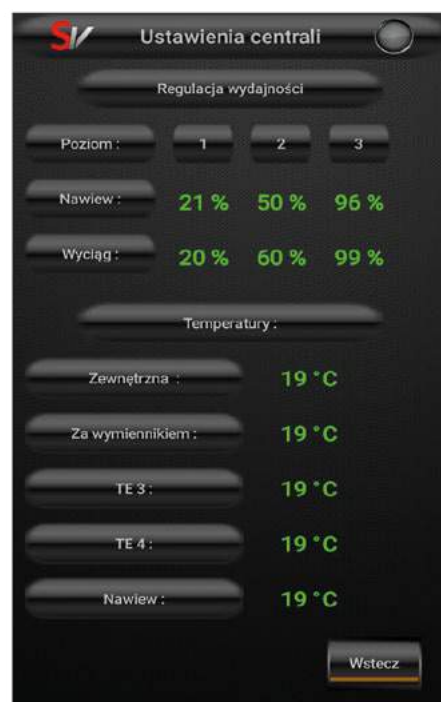 SV Ustawienia centrali
Regulacja wydajności
Poziom : 1 2 3
Nawiew : 21 % 50 % 96 %
Wyciąg : 20 % 60 % 99 %
Temperatury :
Zewnętrzna : 19 °C
Za wymiennikiem : 19 °C
TE 3 : 19 °C
TE 4 : 19 °C
Nawiew : 19 °C
Wstecz